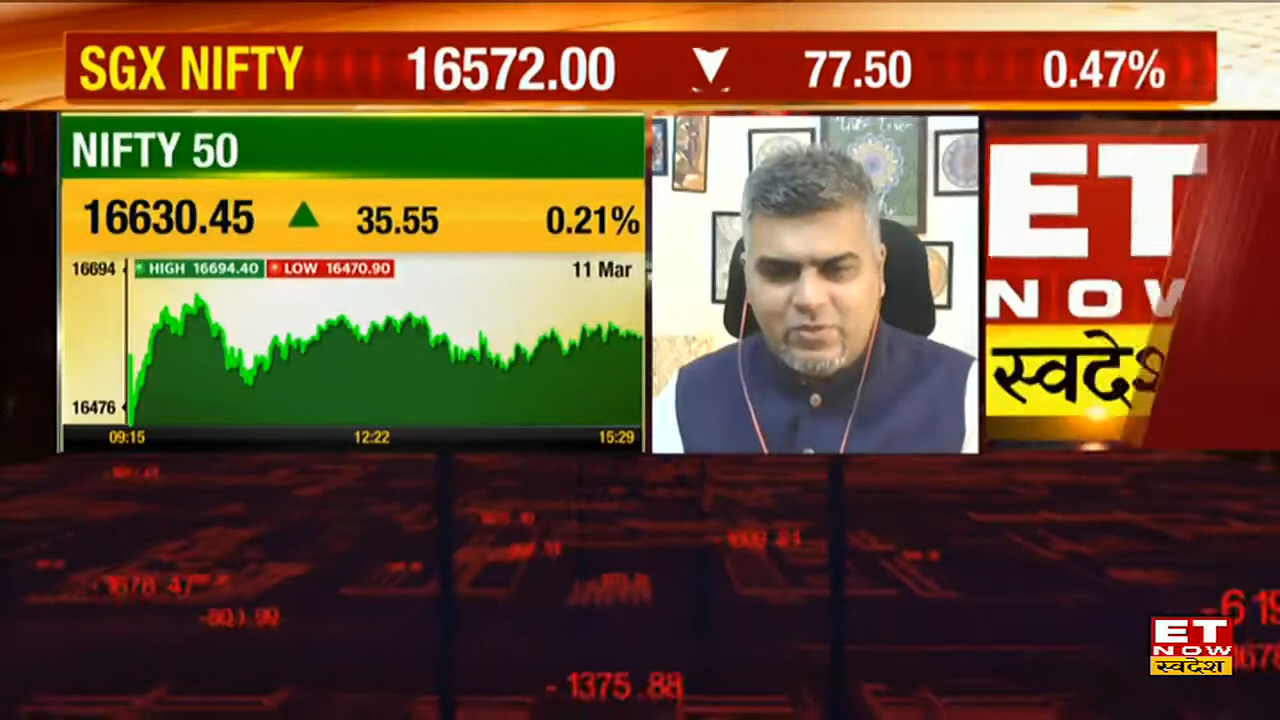 SGX NIFTY 16572.00 77.50 0.47%
NIFTY 50
16630.45 35.55 0.21%
16694 HIGH 16694.40 LOW 16470.90 11 Mar
16476
09:15 12:22 15:29
ET
NOW
स्वदेश
- 1375.88
ET
NOW
स्वदेश